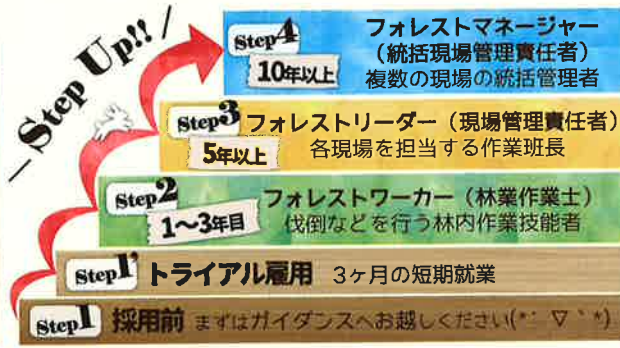 — Step Up!! /
Step4
10年以上
フォレストマネージャー
（統括現場管理責任者）
複数の現場の統括管理者
Step3
5年以上
フォレストリーダー（現場管理責任者）
各現場を担当する作業班長
Step2
1〜3年目
フォレストワーカー（林業作業士）
伐倒などを行う林内作業技能者
Step1’ トライアル雇用 3ヶ月の短期就業
Step1 採用前 まずはガイダンスへお越しください(*´▽｀*)